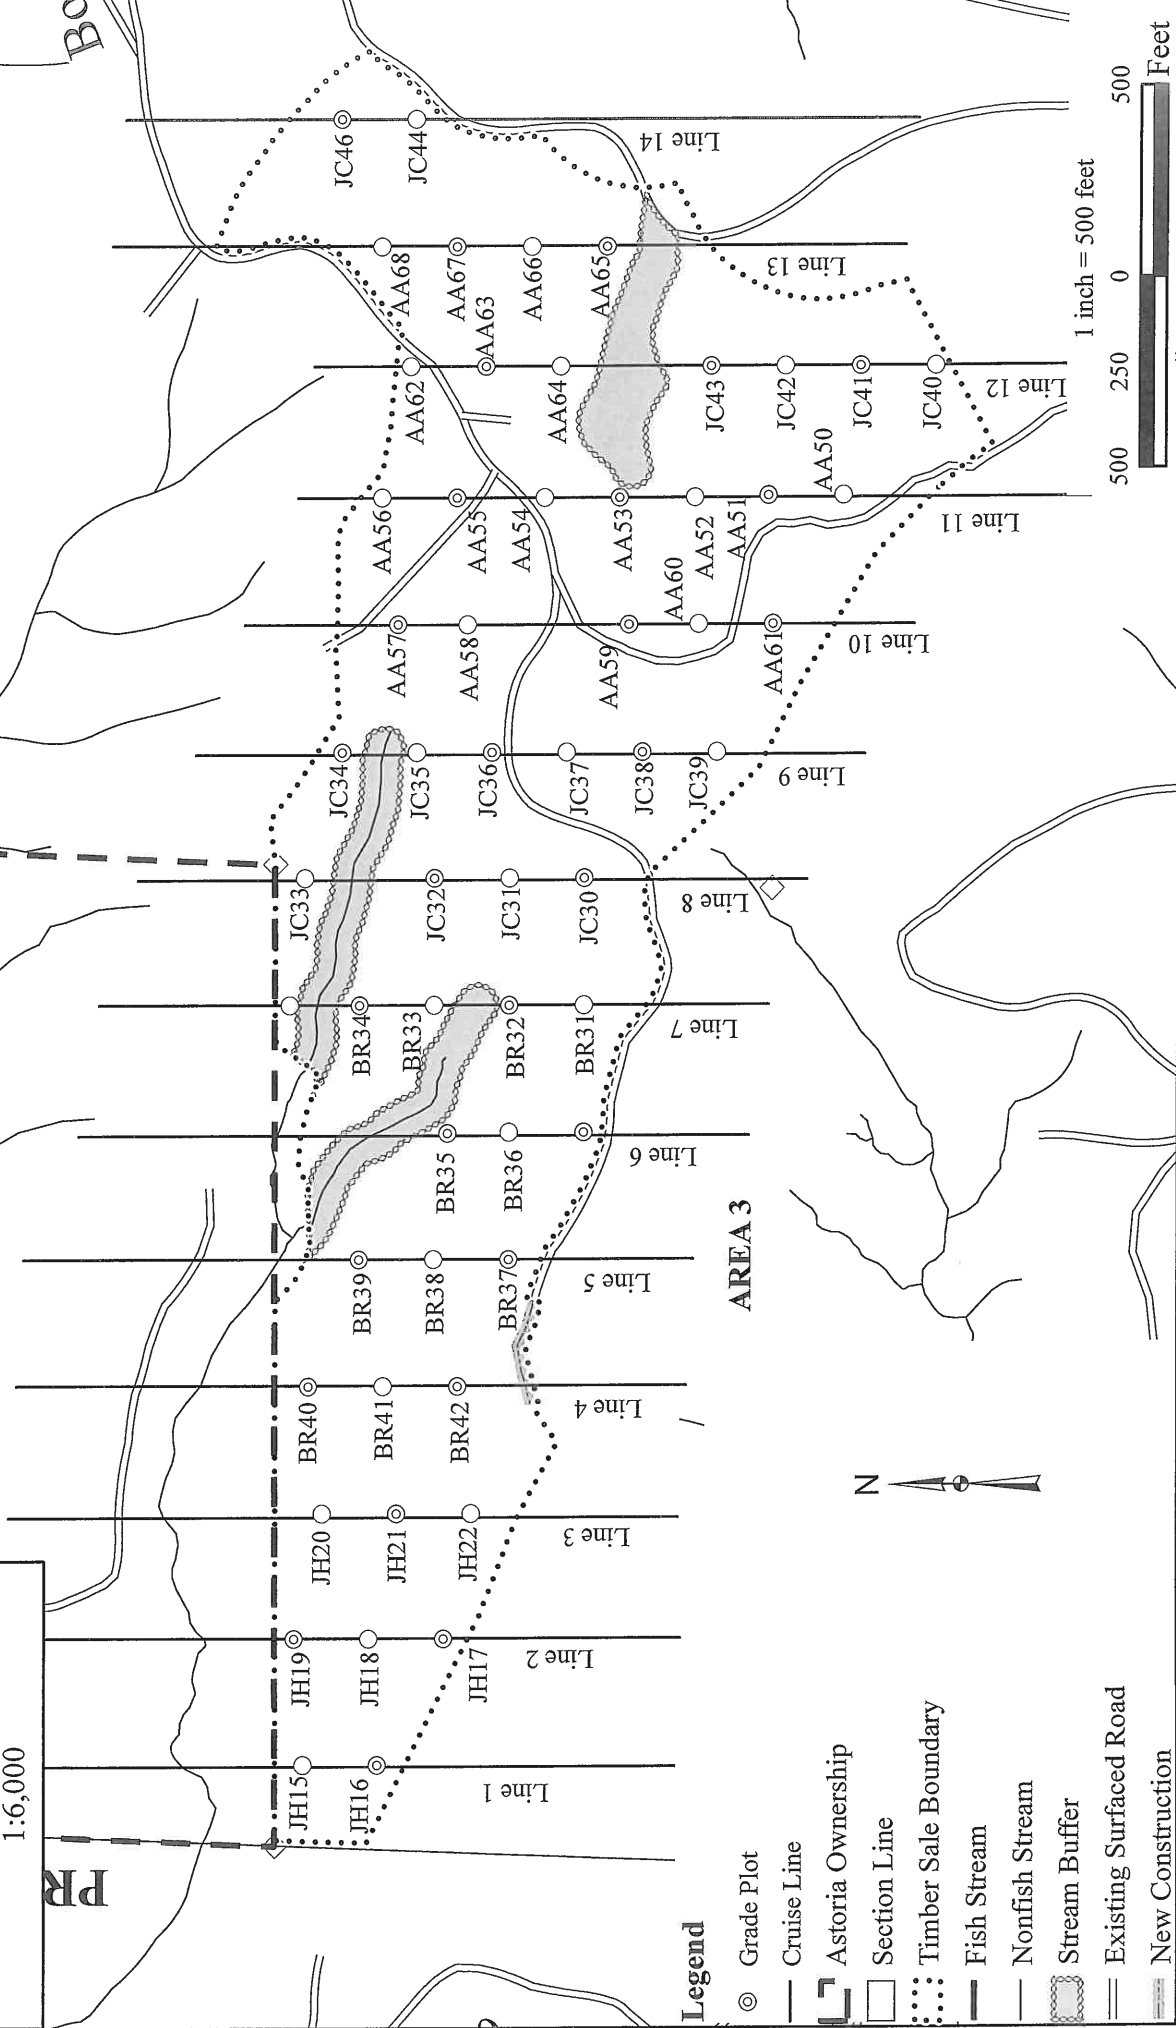 1:6,000
PR
Bo
JH15
JH16
Line 1
JH19
JH18
JH17
Line 2
JH20
JH21
JH22
Line 3
BR40
BR41
BR42
Line 4
BR39
BR38
BR37
Line 5
BR35
BR36
Line 6
BR34
BR33
BR32
BR31
Line 7
JC33
JC32
JC31
JC30
Line 8
JC34
JC35
JC36
JC37
JC38
JC39
Line 9
AA57
AA58
AA59
AA60
AA61
Line 10
AA56
AA55
AA54
AA53
AA52
AA51
AA50
Line 11
AA62
AA63
AA64
JC43
JC42
JC41
JC40
Line 12
AA68
AA67
AA66
AA65
Line 13
JC46
JC44
Line 14
AREA 3
N
Legend
Grade Plot
Cruise Line
Astoria Ownership
Section Line
Timber Sale Boundary
Fish Stream
Nonfish Stream
Stream Buffer
Existing Surfaced Road
New Construction
1 inch = 500 feet
500 250 0 500
Feet